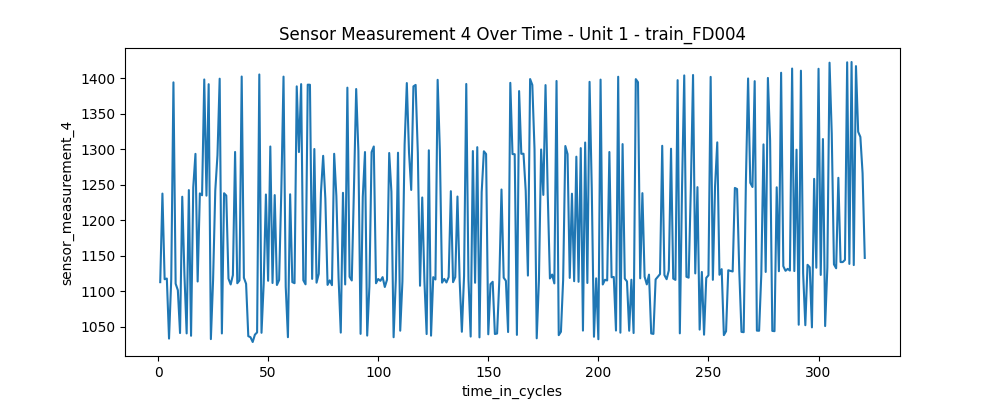 Sensor Measurement 4 Over Time - Unit 1 - train_FD004
1400
1350
1300
1250
1200
1150
1100
1050
sensor_measurement_4
0 50 100 150 200 250 300
time_in_cycles